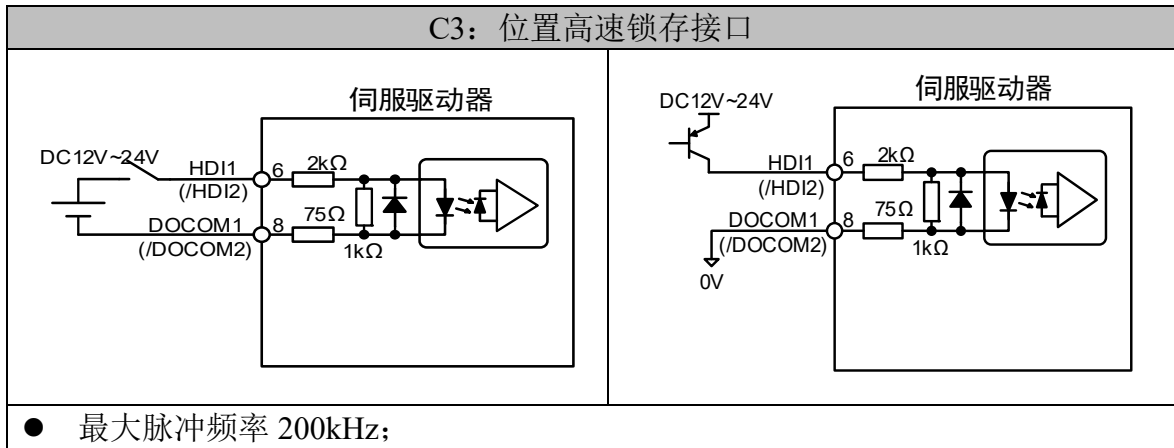 C3：位置高速锁存接口
伺服驱动器
DC12V~24V
HDI1
(/HDI2)
6
2kΩ
DOCOM1
(/DOCOM2)
8
75Ω
1kΩ
伺服驱动器
DC12V~24V
HDI1
(/HDI2)
6
2kΩ
DOCOM1
(/DOCOM2)
8
75Ω
1kΩ
0V
● 最大脉冲频率 200kHz；